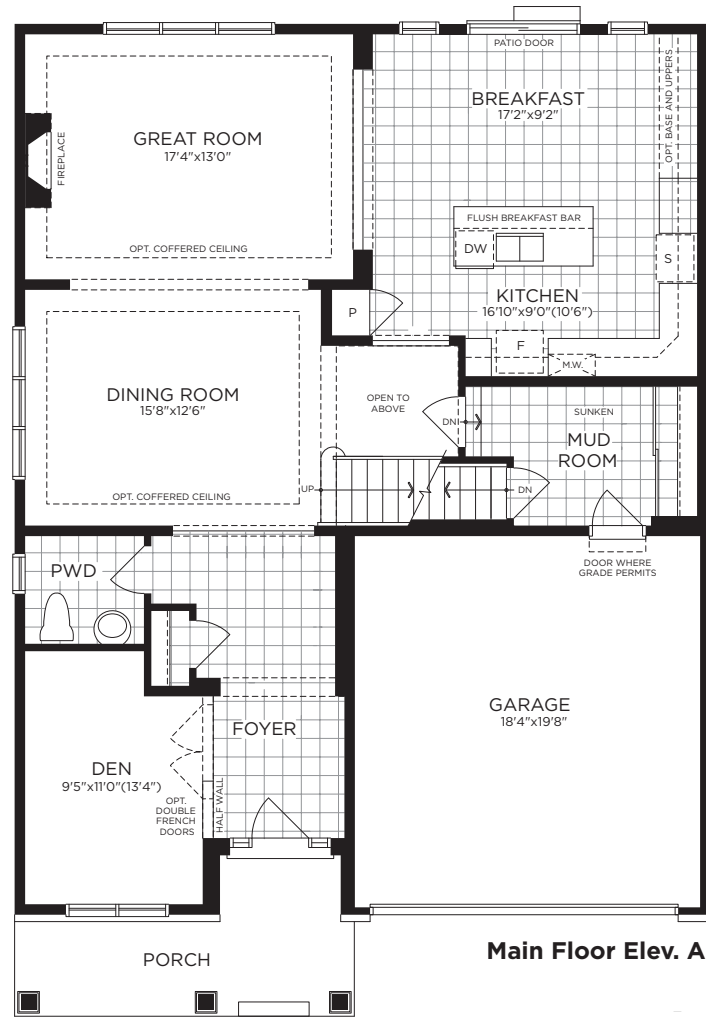 PATIO DOOR
OPT. BASE AND UPPERS
BREAKFAST
17'2"x9'2"
GREAT ROOM
17'4"x13'0"
FIREPLACE
FLUSH BREAKFAST BAR
DW
S
OPT. COFFERED CEILING
KITCHEN
16'10"x9'0"(10'6")
P
F
M.W.
DINING ROOM
15'8"x12'6"
OPEN TO
ABOVE
DN
SUNKEN
MUD
ROOM
UP
DN
OPT. COFFERED CEILING
PWD
DOOR WHERE
GRADE PERMITS
GARAGE
18'4"x19'8"
FOYER
DEN
9'5"x11'0"(13'4")
OPT.
DOUBLE
FRENCH
DOORS
HALF WALL
Main Floor Elev. A
PORCH